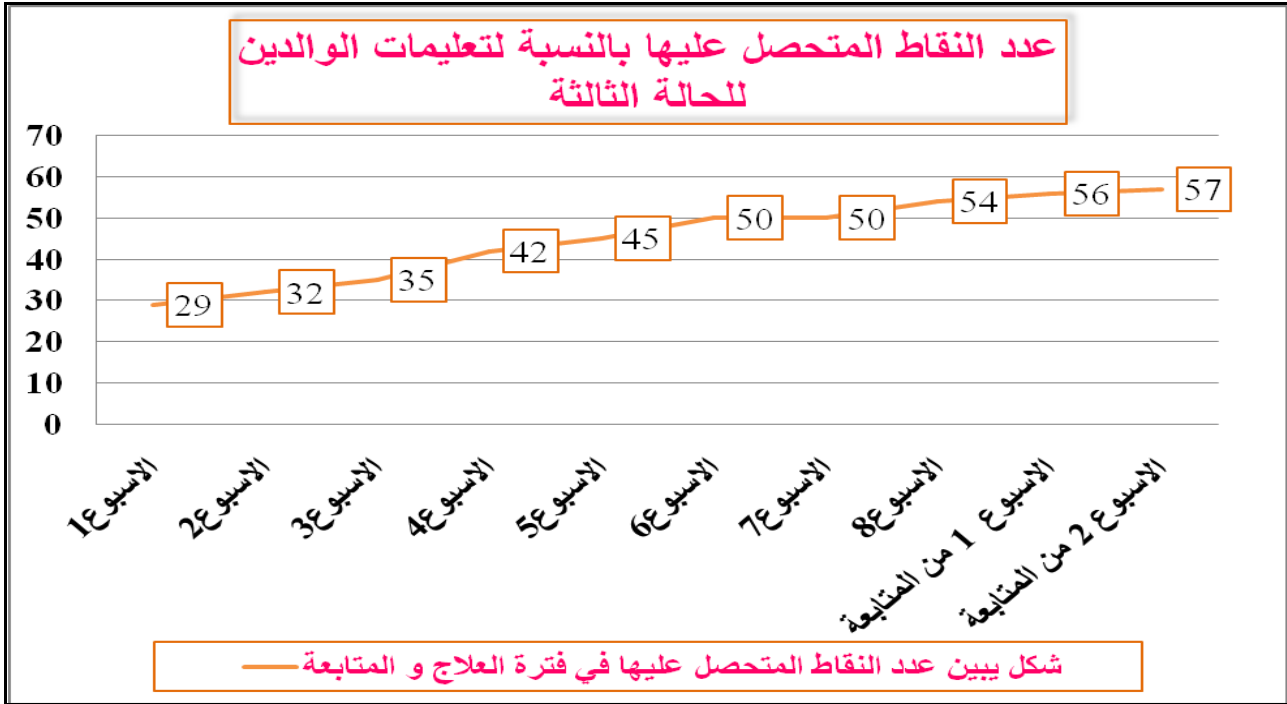 عدد النقاط المتحصل عليها بالنسبة لتعليمات الوالدين
للحالة الثالثة
70
60
50
40
30
20
10
0
29
32
35
42
45
50
50
54
56
57
الاسبوع1
الاسبوع2
الاسبوع3
الاسبوع4
الاسبوع5
الاسبوع6
الاسبوع7
الاسبوع8
الاسبوع 1 من المتابعة
الاسبوع 2 من المتابعة
شكل يبين عدد النقاط المتحصل عليها في فترة العلاج و المتابعة